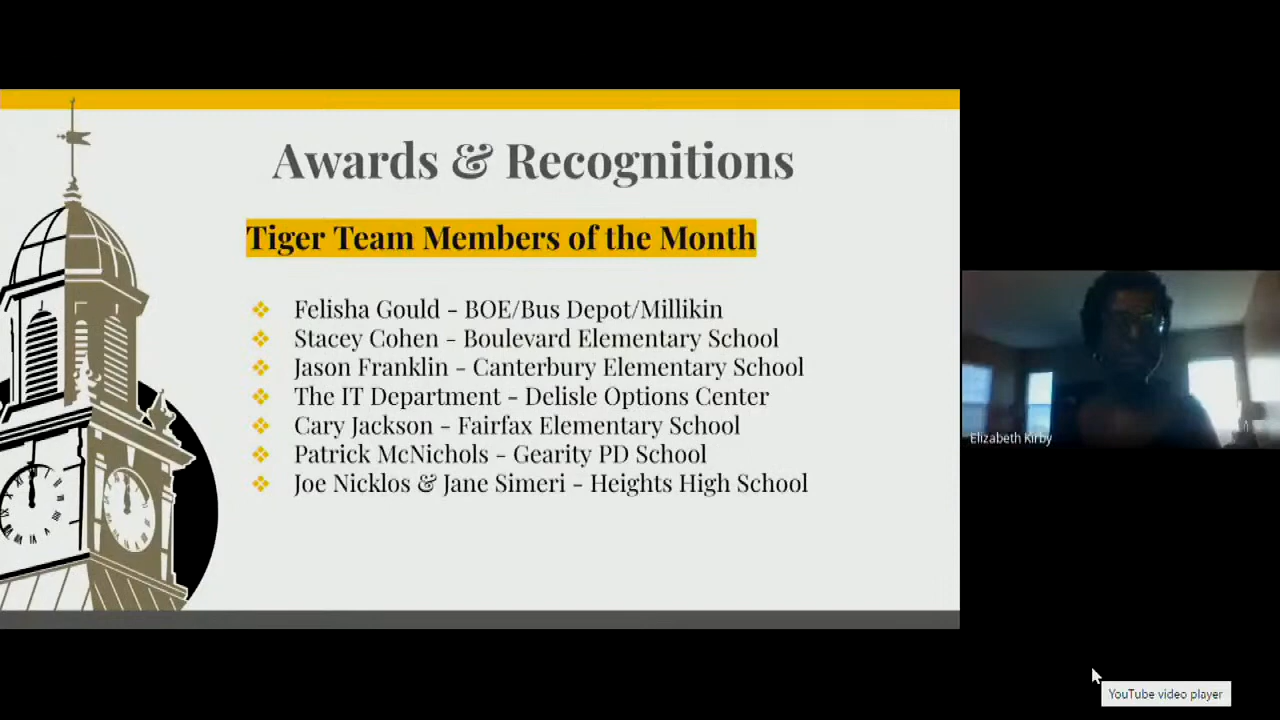 Awards & Recognitions
Tiger Team Members of the Month
❖ Felisha Gould - BOE/Bus Depot/Millikin
❖ Stacey Cohen - Boulevard Elementary School
❖ Jason Franklin - Canterbury Elementary School
❖ The IT Department - Delisle Options Center
❖ Cary Jackson - Fairfax Elementary School
❖ Patrick McNichols - Gearity PD School
❖ Joe Nicklos & Jane Simeri - Heights High School
Elizabeth Kirby
YouTube video player